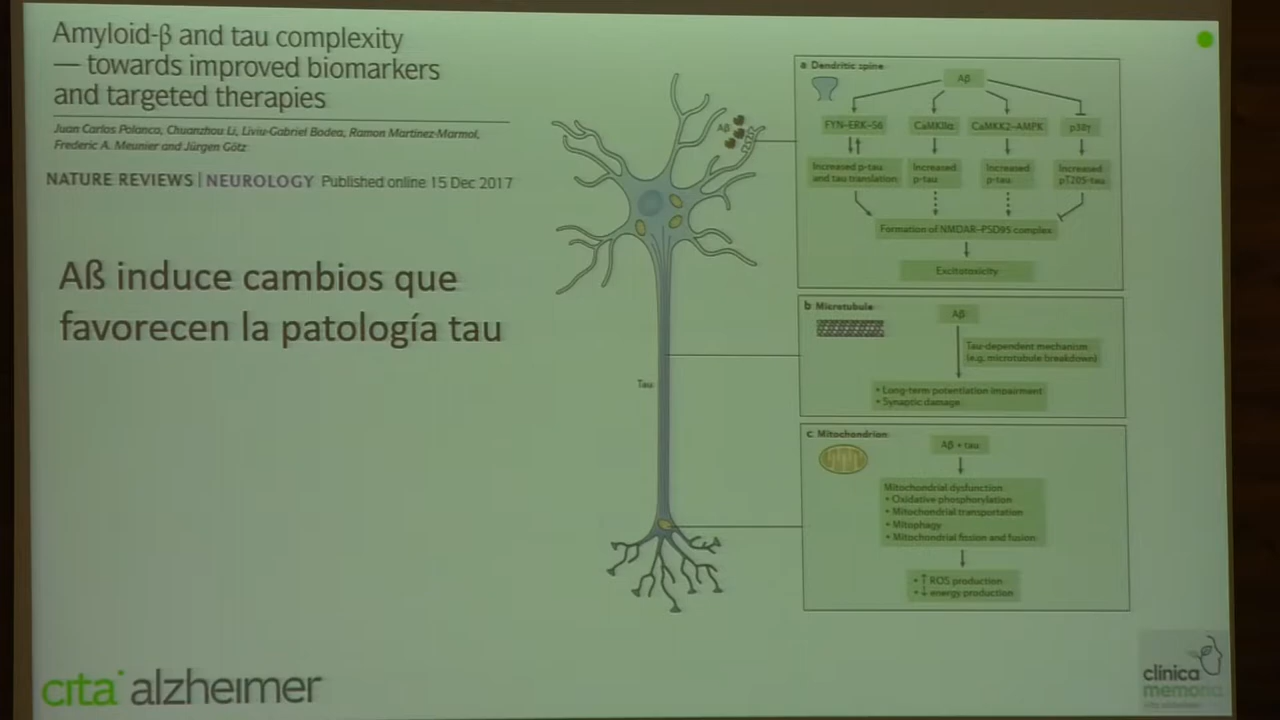 Amyloid-β and tau complexity
— towards improved biomarkers
and targeted therapies
Juan Carlos Polanco, Chuanzhou Li, Liviu-Gabriel Bodea, Ramon Martinez-Marmol,
Frederic A. Meunier and Jürgen Götz
NATURE REVIEWS | NEUROLOGY Published online 15 Dec 2017
Aß induce cambios que
favorecen la patología tau
Aβ
Tau
a Dendritic spine
Aβ
FYN–ERK–S6 CaMKIIα CaMKK2–AMPK p38γ
Increased p-tau
and tau translation
Increased
p-tau
Increased
p-tau
Increased
pT205-tau
Formation of NMDAR–PSD95 complex
Excitotoxicity
b Microtubule
Aβ
Tau-dependent mechanism
(e.g. microtubule breakdown)
• Long-term potentiation impairment
• Synaptic damage
c Mitochondrion
Aβ + tau
Mitochondrial dysfunction
• Oxidative phosphorylation
• Mitochondrial transportation
• Mitophagy
• Mitochondrial fission and fusion
• ↑ ROS production
• ↓ energy production
cita alzheimer
clínica
memoria
cita alzheimer